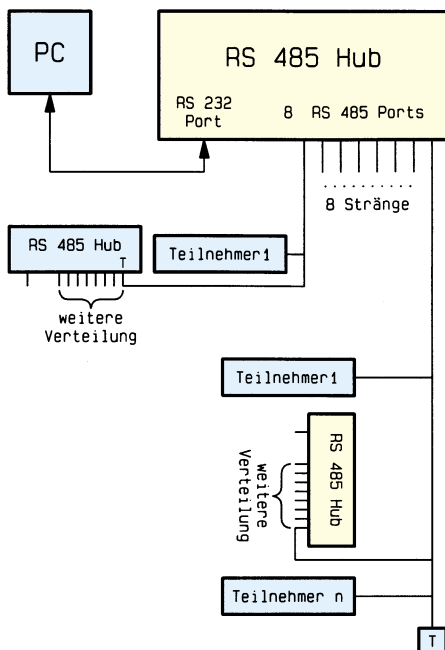 PC
RS 485 Hub
RS 232
Port
8 RS 485 Ports
8 Stränge
RS 485 Hub
T
Teilnehmer1
weitere
Verteilung
Teilnehmer1
RS 485 Hub
weitere
Verteilung
Teilnehmer n
T